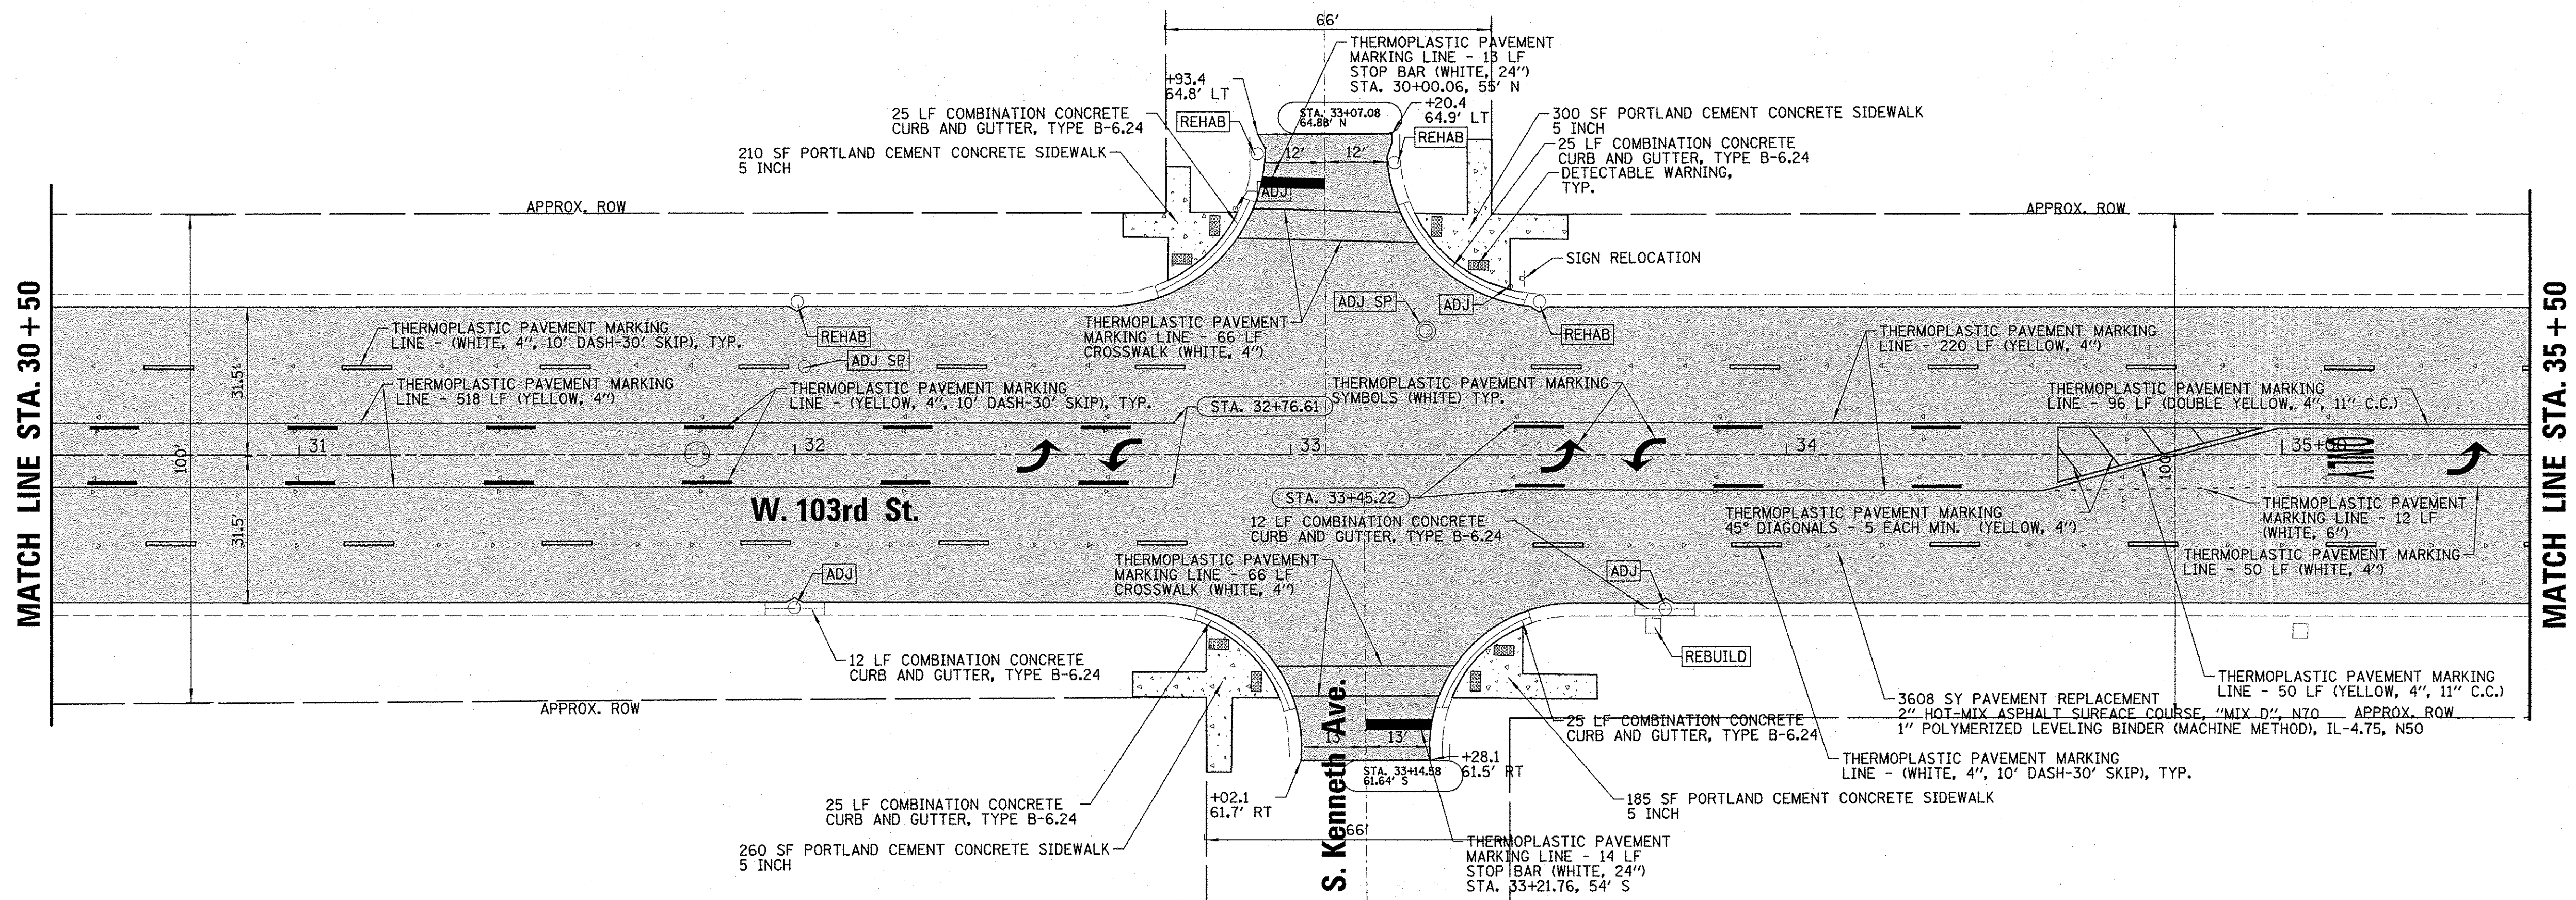 66'
THERMOPLASTIC PAVEMENT
MARKING LINE - 13 LF
STOP BAR (WHITE, 24")
STA. 30+00.06, 55' N
+93.4
64.8' LT
25 LF COMBINATION CONCRETE
CURB AND GUTTER, TYPE B-6.24
REHAB
STA. 33+07.08
64.88' N
+20.4
64.9' LT
REHAB
300 SF PORTLAND CEMENT CONCRETE SIDEWALK
5 INCH
25 LF COMBINATION CONCRETE
CURB AND GUTTER, TYPE B-6.24
DETECTABLE WARNING,
TYP.
210 SF PORTLAND CEMENT CONCRETE SIDEWALK
5 INCH
12'
12'
ADJ
APPROX. ROW
APPROX. ROW
SIGN RELOCATION
MATCH LINE STA. 30+50
MATCH LINE STA. 35+50
100'
31.5'
31.5'
100'
THERMOPLASTIC PAVEMENT MARKING
LINE - (WHITE, 4", 10' DASH-30' SKIP), TYP.
REHAB
ADJ SP
THERMOPLASTIC PAVEMENT
MARKING LINE - 66 LF
CROSSWALK (WHITE, 4")
ADJ SP
ADJ
REHAB
THERMOPLASTIC PAVEMENT MARKING
LINE - 220 LF (YELLOW, 4")
THERMOPLASTIC PAVEMENT MARKING
LINE - 518 LF (YELLOW, 4")
THERMOPLASTIC PAVEMENT MARKING
LINE - (YELLOW, 4", 10' DASH-30' SKIP), TYP.
STA. 32+76.61
THERMOPLASTIC PAVEMENT MARKING
SYMBOLS (WHITE) TYP.
THERMOPLASTIC PAVEMENT MARKING
LINE - 96 LF (DOUBLE YELLOW, 4", 11" C.C.)
31
32
33
34
35+00
ONLY
W. 103rd St.
STA. 33+45.22
12 LF COMBINATION CONCRETE
CURB AND GUTTER, TYPE B-6.24
THERMOPLASTIC PAVEMENT MARKING
45° DIAGONALS - 5 EACH MIN. (YELLOW, 4")
THERMOPLASTIC PAVEMENT
MARKING LINE - 12 LF
(WHITE, 6")
THERMOPLASTIC PAVEMENT MARKING
LINE - 50 LF (WHITE, 4")
THERMOPLASTIC PAVEMENT
MARKING LINE - 66 LF
CROSSWALK (WHITE, 4")
ADJ
ADJ
12 LF COMBINATION CONCRETE
CURB AND GUTTER, TYPE B-6.24
REBUILD
THERMOPLASTIC PAVEMENT MARKING
LINE - 50 LF (YELLOW, 4", 11" C.C.)
APPROX. ROW
3608 SY PAVEMENT REPLACEMENT
2" HOT-MIX ASPHALT SURFACE COURSE, "MIX D", N70
1" POLYMERIZED LEVELING BINDER (MACHINE METHOD), IL-4.75, N50
APPROX. ROW
25 LF COMBINATION CONCRETE
CURB AND GUTTER, TYPE B-6.24
13'
13'
THERMOPLASTIC PAVEMENT MARKING
LINE - (WHITE, 4", 10' DASH-30' SKIP), TYP.
S. Kenneth Ave.
STA. 33+14.58
61.64' S
+28.1
61.5' RT
+02.1
61.7' RT
25 LF COMBINATION CONCRETE
CURB AND GUTTER, TYPE B-6.24
185 SF PORTLAND CEMENT CONCRETE SIDEWALK
5 INCH
66'
260 SF PORTLAND CEMENT CONCRETE SIDEWALK
5 INCH
THERMOPLASTIC PAVEMENT
MARKING LINE - 14 LF
STOP BAR (WHITE, 24")
STA. 33+21.76, 54' S